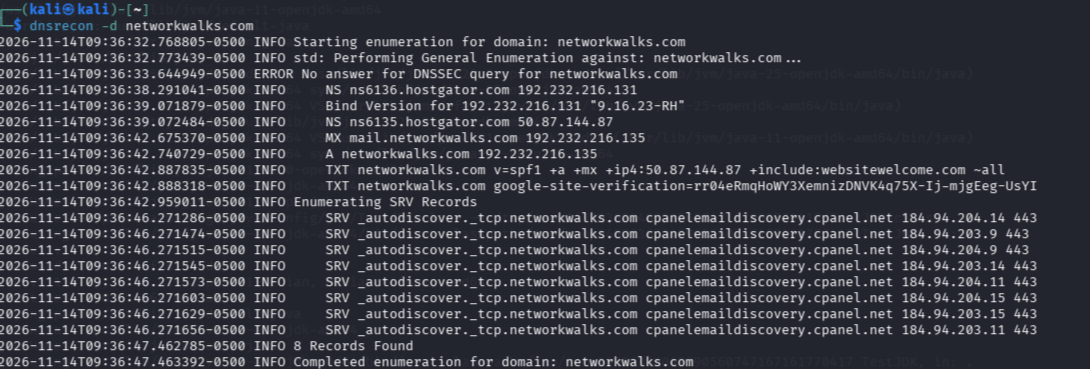 ┌──(kali㉿kali)-[~]
└─$ dnsrecon -d networkwalks.com
2026-11-14T09:36:32.768805-0500 INFO Starting enumeration for domain: networkwalks.com
2026-11-14T09:36:32.773439-0500 INFO std: Performing General Enumeration against: networkwalks.com...
2026-11-14T09:36:33.644949-0500 ERROR No answer for DNSSEC query for networkwalks.com
2026-11-14T09:36:38.291041-0500 INFO NS ns6136.hostgator.com 192.232.216.131
2026-11-14T09:36:39.071879-0500 INFO Bind Version for 192.232.216.131 "9.16.23-RH"
2026-11-14T09:36:39.072484-0500 INFO NS ns6135.hostgator.com 50.87.144.87
2026-11-14T09:36:42.675370-0500 INFO MX mail.networkwalks.com 192.232.216.135
2026-11-14T09:36:42.740729-0500 INFO A networkwalks.com 192.232.216.135
2026-11-14T09:36:42.887835-0500 INFO TXT networkwalks.com v=spf1 +a +mx +ip4:50.87.144.87 +include:websitewelcome.com ~all
2026-11-14T09:36:42.888318-0500 INFO TXT networkwalks.com google-site-verification=rr04eRmqHoWY3XemnizDNVK4q75X-Ij-mjgEeg-UsYI
2026-11-14T09:36:42.959011-0500 INFO Enumerating SRV Records
2026-11-14T09:36:46.271286-0500 INFO SRV _autodiscover._tcp.networkwalks.com cpanelemaildiscovery.cpanel.net 184.94.204.14 443
2026-11-14T09:36:46.271474-0500 INFO SRV _autodiscover._tcp.networkwalks.com cpanelemaildiscovery.cpanel.net 184.94.203.9 443
2026-11-14T09:36:46.271515-0500 INFO SRV _autodiscover._tcp.networkwalks.com cpanelemaildiscovery.cpanel.net 184.94.204.9 443
2026-11-14T09:36:46.271545-0500 INFO SRV _autodiscover._tcp.networkwalks.com cpanelemaildiscovery.cpanel.net 184.94.203.14 443
2026-11-14T09:36:46.271573-0500 INFO SRV _autodiscover._tcp.networkwalks.com cpanelemaildiscovery.cpanel.net 184.94.204.11 443
2026-11-14T09:36:46.271603-0500 INFO SRV _autodiscover._tcp.networkwalks.com cpanelemaildiscovery.cpanel.net 184.94.204.15 443
2026-11-14T09:36:46.271629-0500 INFO SRV _autodiscover._tcp.networkwalks.com cpanelemaildiscovery.cpanel.net 184.94.203.15 443
2026-11-14T09:36:46.271656-0500 INFO SRV _autodiscover._tcp.networkwalks.com cpanelemaildiscovery.cpanel.net 184.94.203.11 443
2026-11-14T09:36:47.462785-0500 INFO 8 Records Found
2026-11-14T09:36:47.463392-0500 INFO Completed enumeration for domain: networkwalks.com